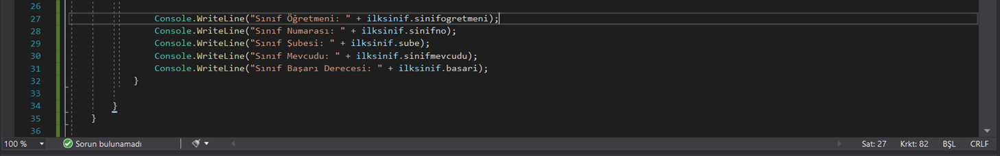 26
27 Console.WriteLine("Sınıf Öğretmeni: " + ilksinif.sinifogretmeni);
28 Console.WriteLine("Sınıf Numarası: " + ilksinif.sinifno);
29 Console.WriteLine("Sınıf Şubesi: " + ilksinif.sube);
30 Console.WriteLine("Sınıf Mevcudu: " + ilksinif.sinifmevcudu);
31 Console.WriteLine("Sınıf Başarı Derecesi: " + ilksinif.basari);
32 }
33
34 }
35 }
36
100 % Sorun bulunamadı Sat: 27 Krkt: 82 BŞL CRLF